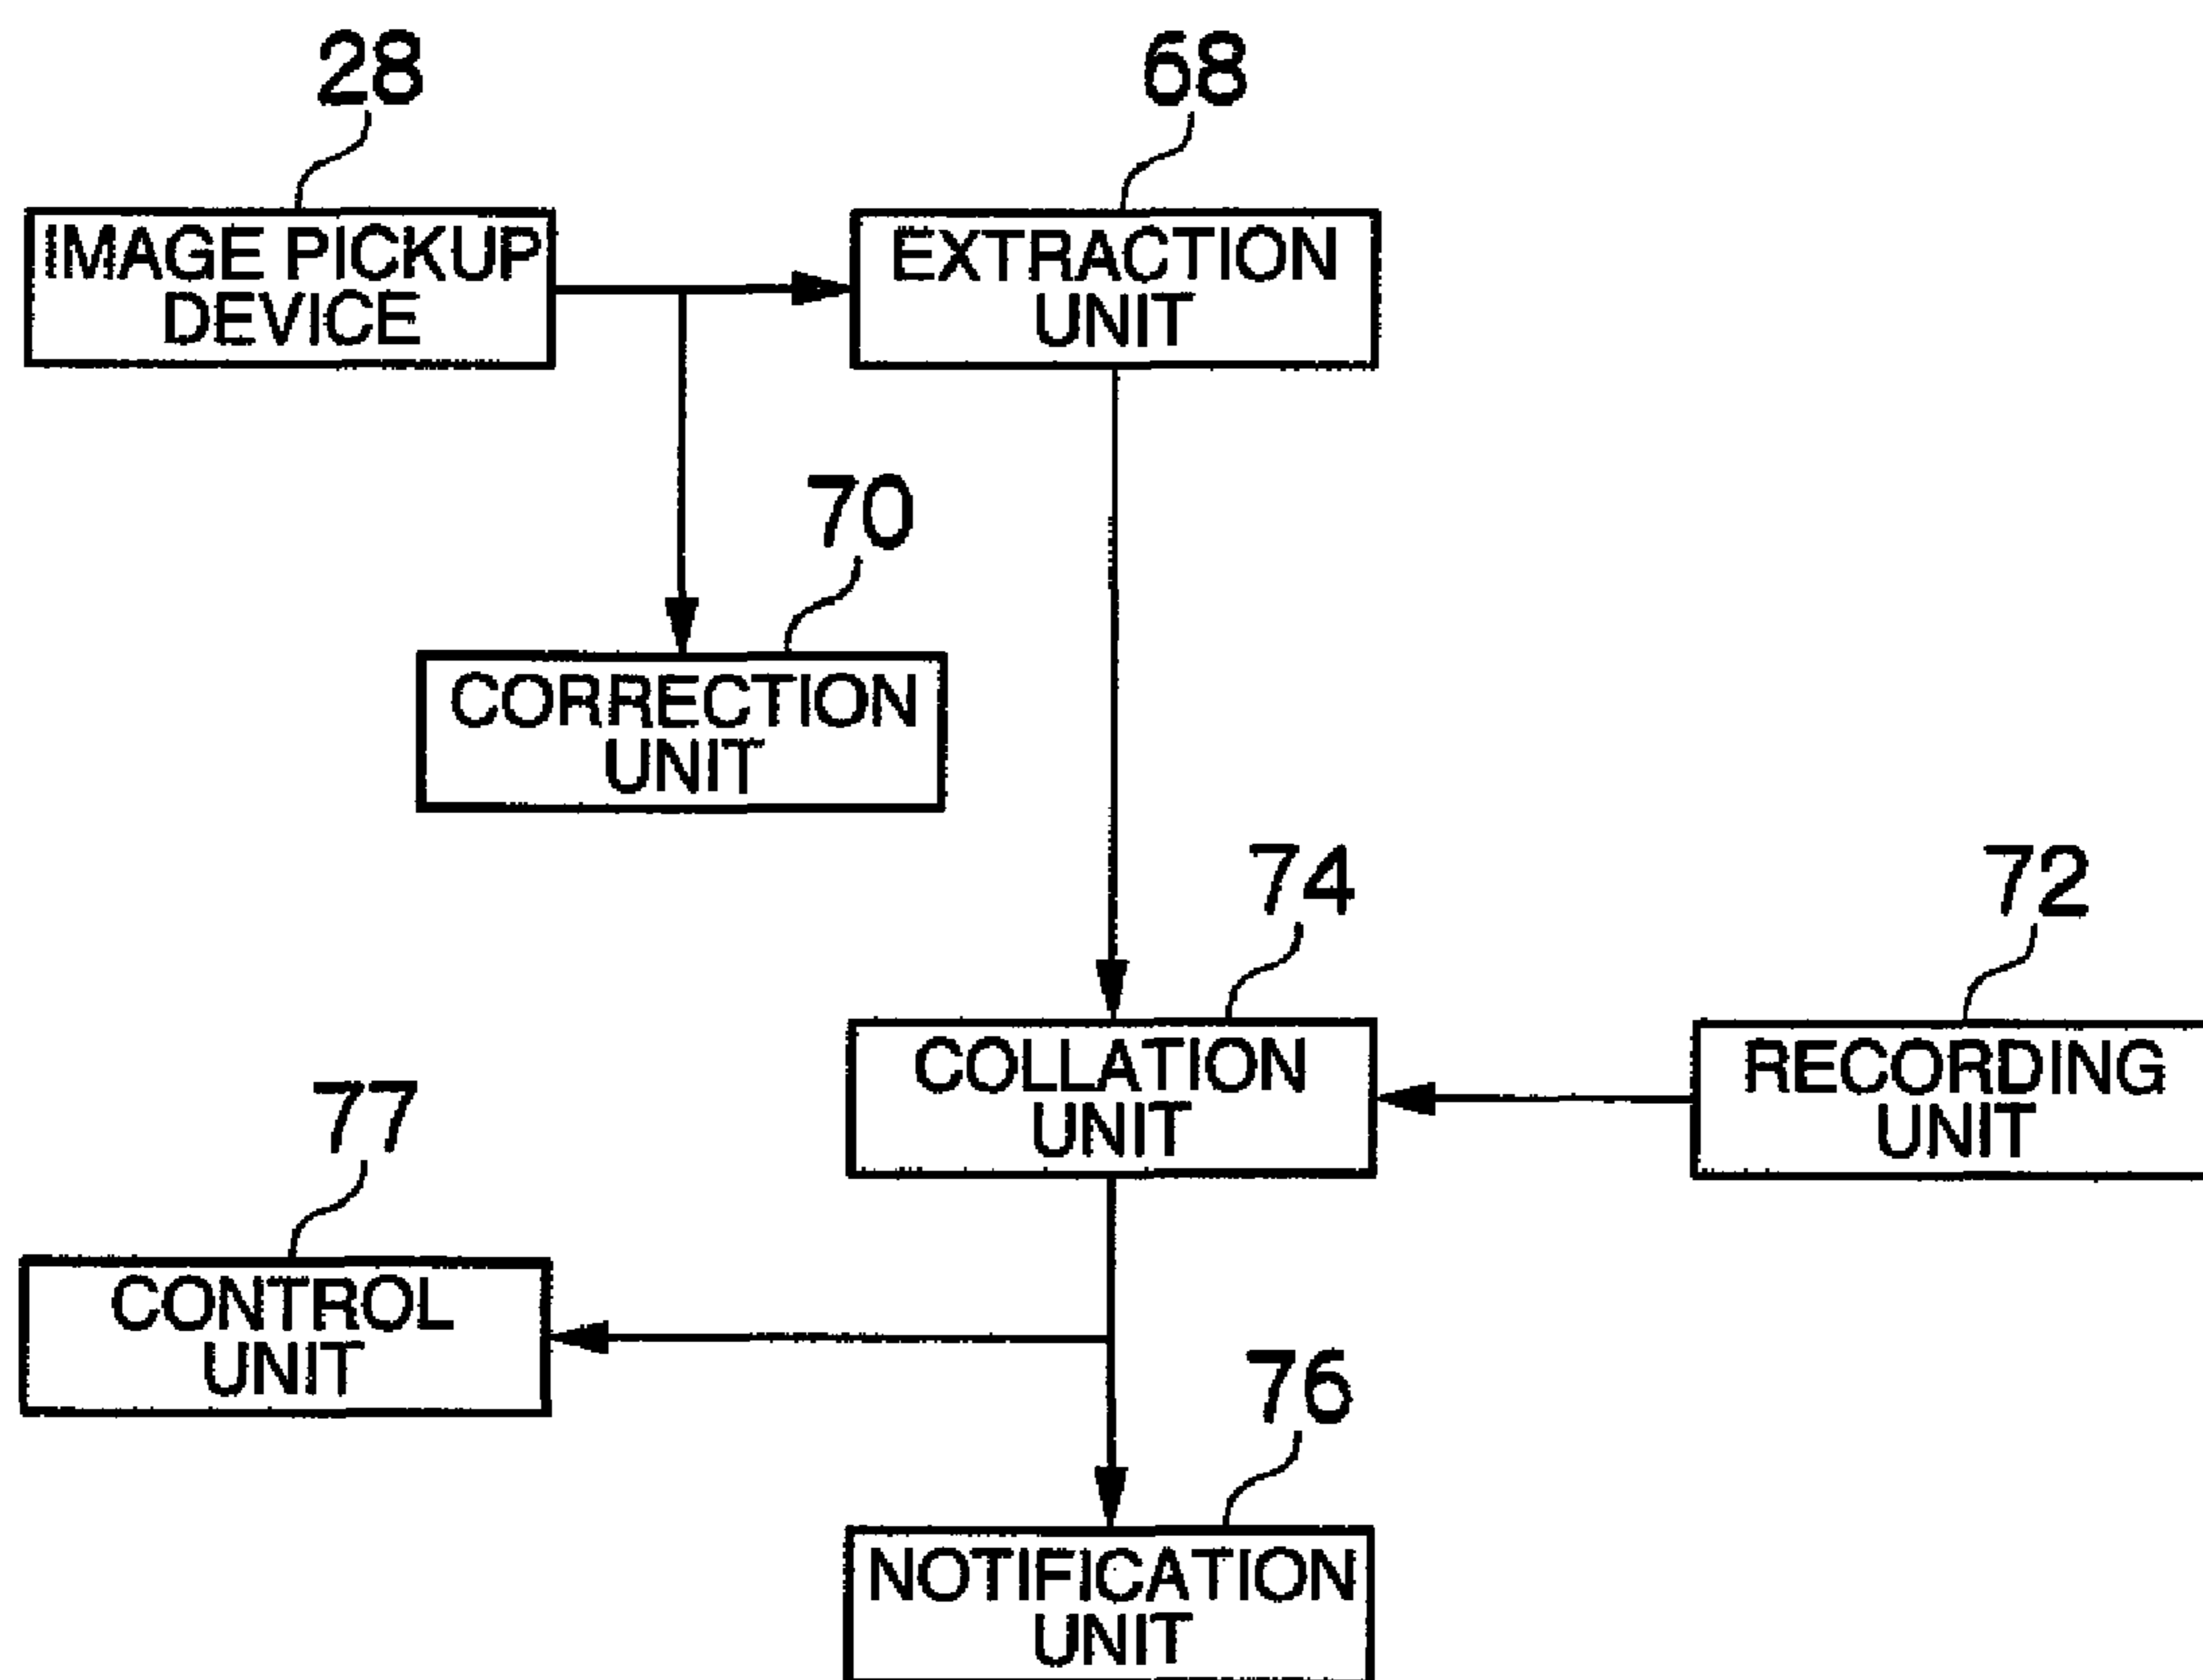 28
68
IMAGE PICKUP
DEVICE
EXTRACTION
UNIT
70
CORRECTION
UNIT
74
72
COLLATION
UNIT
RECORDING
UNIT
77
CONTROL
UNIT
76
NOTIFICATION
UNIT